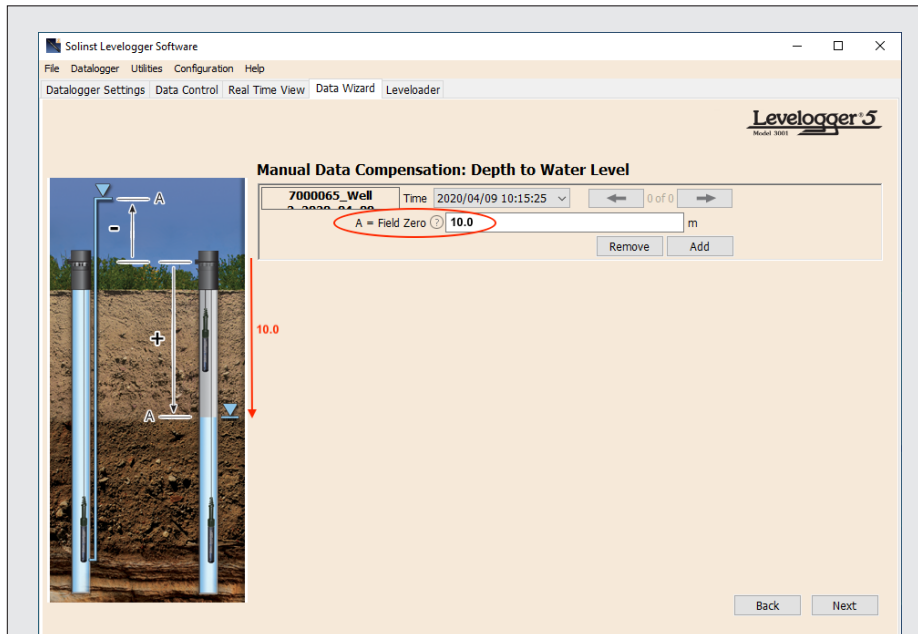 Solinst Levelogger Software
File Datalogger Utilities Configuration Help
Datalogger Settings Data Control Real Time View Data Wizard Leveloader
Levelogger® 5
Model 3001
Manual Data Compensation: Depth to Water Level
7000065_Well Time 2020/04/09 10:15:25 0 of 0
A = Field Zero ? 10.0 m
Remove Add
A
-
+
10.0
A
Back Next